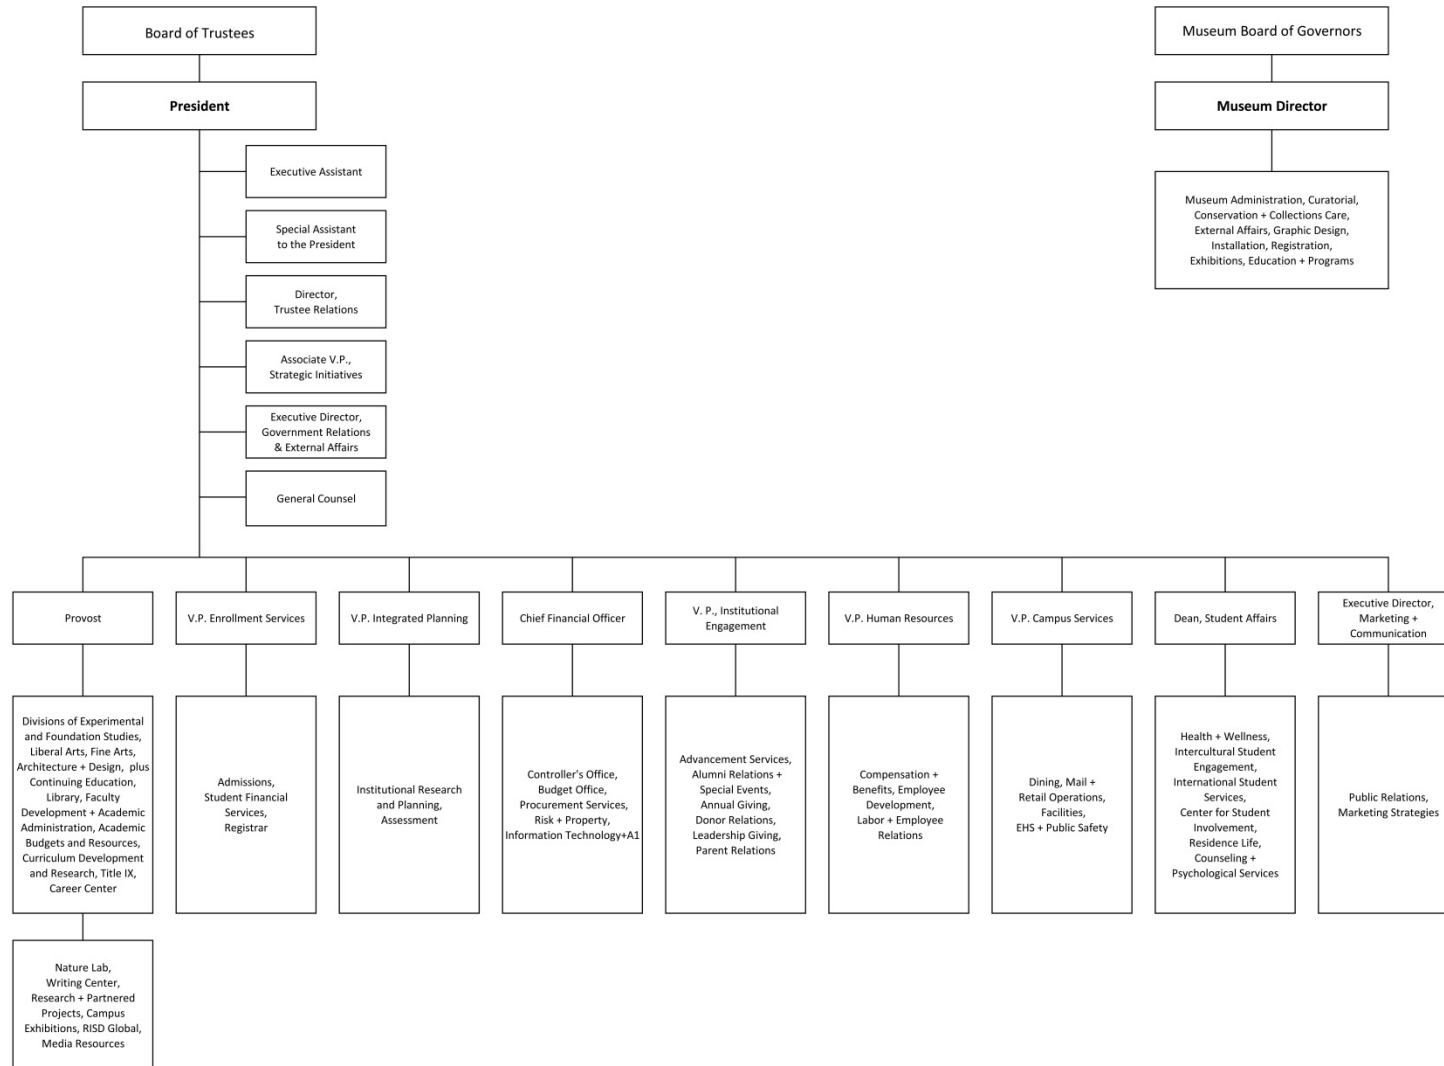 Board of Trustees
Museum Board of Governors
President
Museum Director
Executive Assistant
Museum Administration, Curatorial,
Conservation + Collections Care,
External Affairs, Graphic Design,
Installation, Registration,
Exhibitions, Education + Programs
Special Assistant
to the President
Director,
Trustee Relations
Associate V.P.,
Strategic Initiatives
Executive Director,
Government Relations
& External Affairs
General Counsel
Provost
V.P. Enrollment Services
V.P. Integrated Planning
Chief Financial Officer
V. P., Institutional
Engagement
V.P. Human Resources
V.P. Campus Services
Dean, Student Affairs
Executive Director,
Marketing +
Communication
Divisions of Experimental
and Foundation Studies,
Liberal Arts, Fine Arts,
Architecture + Design, plus
Continuing Education,
Library, Faculty
Development + Academic
Administration, Academic
Budgets and Resources,
Curriculum Development
and Research, Title IX,
Career Center
Admissions,
Student Financial
Services,
Registrar
Institutional Research
and Planning,
Assessment
Controller's Office,
Budget Office,
Procurement Services,
Risk + Property,
Information Technology+A1
Advancement Services,
Alumni Relations +
Special Events,
Annual Giving,
Donor Relations,
Leadership Giving,
Parent Relations
Compensation +
Benefits, Employee
Development,
Labor + Employee
Relations
Dining, Mail +
Retail Operations,
Facilities,
EHS + Public Safety
Health + Wellness,
Intercultural Student
Engagement,
International Student
Services,
Center for Student
Involvement,
Residence Life,
Counseling +
Psychological Services
Public Relations,
Marketing Strategies
Nature Lab,
Writing Center,
Research + Partnered
Projects, Campus
Exhibitions, RISD Global,
Media Resources